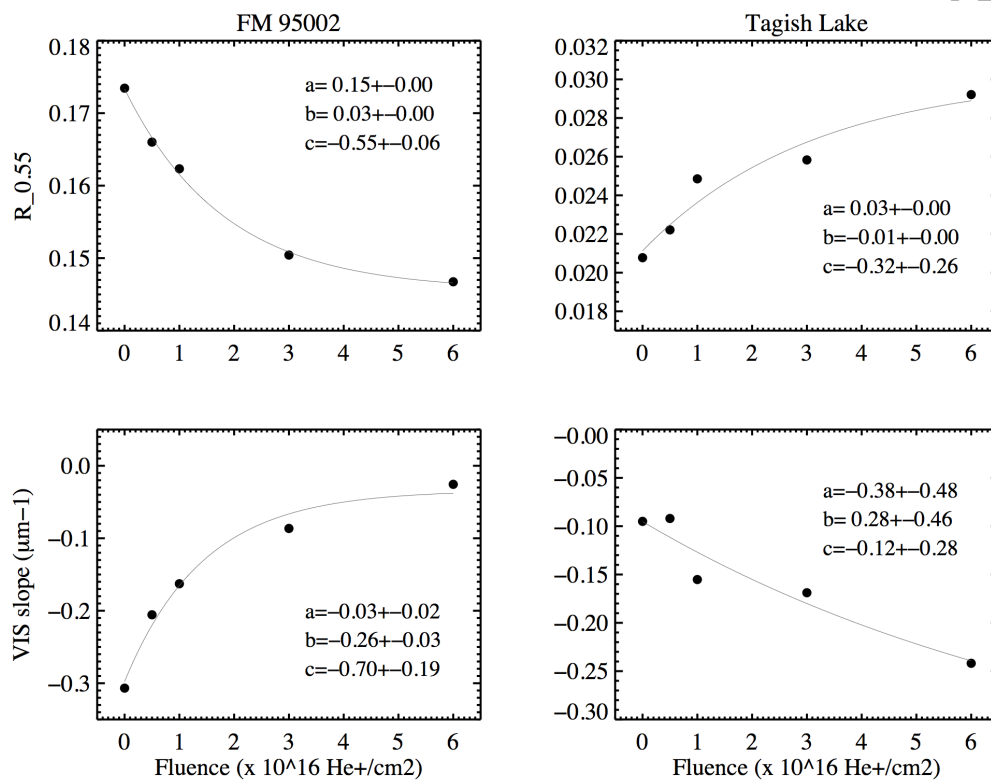 FM 95002
Tagish Lake
0.18
0.17
0.16
0.15
0.14
R_0.55
a= 0.15+−0.00
b= 0.03+−0.00
c=−0.55+−0.06
0 1 2 3 4 5 6
0.032
0.030
0.028
0.026
0.024
0.022
0.020
0.018
a= 0.03+−0.00
b=−0.01+−0.00
c=−0.32+−0.26
0 1 2 3 4 5 6
0.0
−0.1
−0.2
−0.3
VIS slope (μm−1)
a=−0.03+−0.02
b=−0.26+−0.03
c=−0.70+−0.19
0 1 2 3 4 5 6
Fluence (x 10^16 He+/cm2)
−0.00
−0.05
−0.10
−0.15
−0.20
−0.25
−0.30
a=−0.38+−0.48
b= 0.28+−0.46
c=−0.12+−0.28
0 1 2 3 4 5 6
Fluence (x 10^16 He+/cm2)